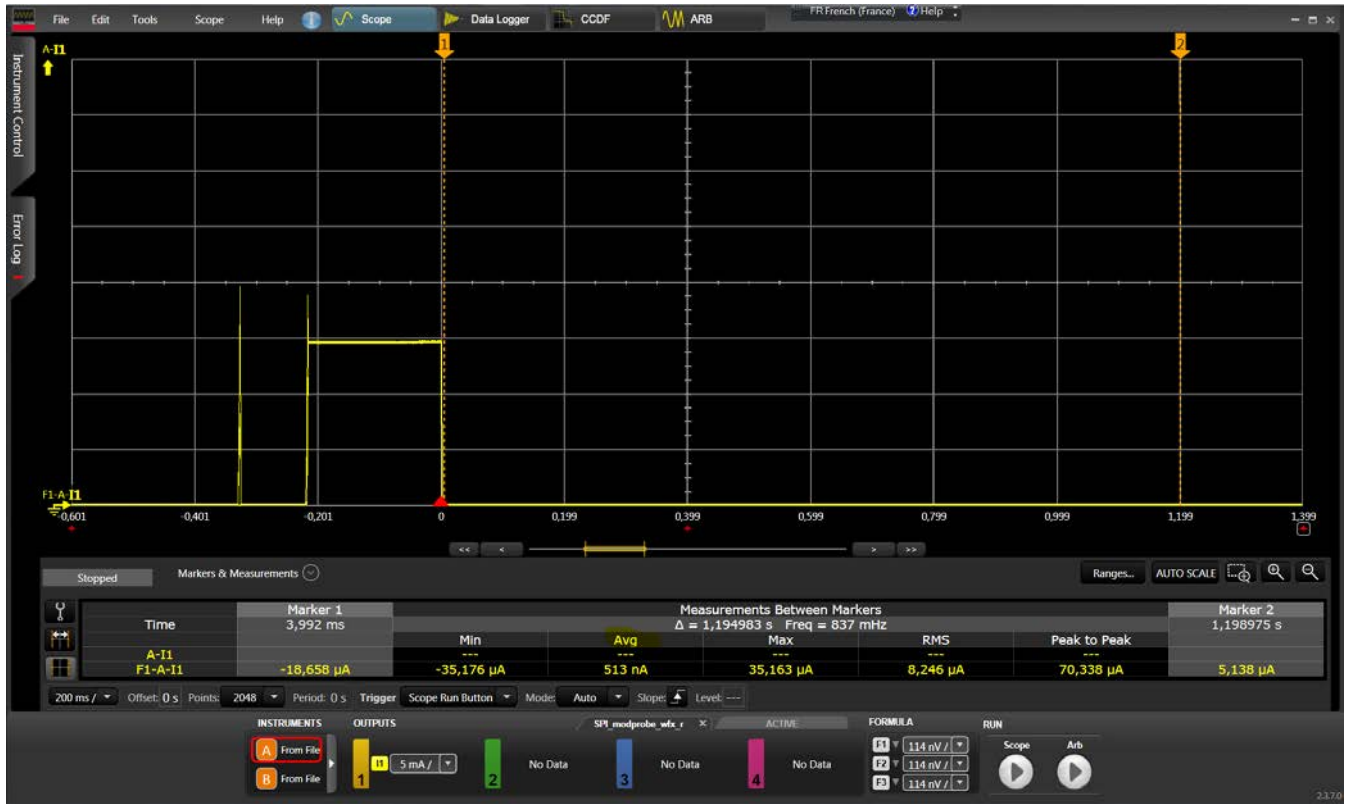 File Edit Tools Scope Help Scope Data Logger CCDF ARB FR French (France) Help
A-I1
1
2
Instrument Control
Error Log
F1-A-I1
-0,601 -0,401 -0,201 0 0,199 0,399 0,599 0,799 0,999 1,199 1,399
<< < > >>
Stopped Markers & Measurements Ranges... AUTO SCALE
Marker 1 Measurements Between Markers Marker 2
Time 3,992 ms Δ = 1,194983 s Freq = 837 mHz 1,198975 s
Min Avg Max RMS Peak to Peak
A-I1 --- --- --- --- ---
F1-A-I1 -18,658 µA -35,176 µA 513 nA 35,163 µA 8,246 µA 70,338 µA 5,138 µA
200 ms / Offset: 0 s Points: 2048 Period: 0 s Trigger Scope Run Button Mode: Auto Slope: Level: ---
INSTRUMENTS OUTPUTS SPI_modprobe_wfx_r × ACTIVE FORMULA RUN
A From File
B From File
1 I1 5 mA / 2 No Data 3 No Data 4 No Data
F1 114 nV /
F2 114 nV /
F3 114 nV /
Scope Arb
2.1.7.0